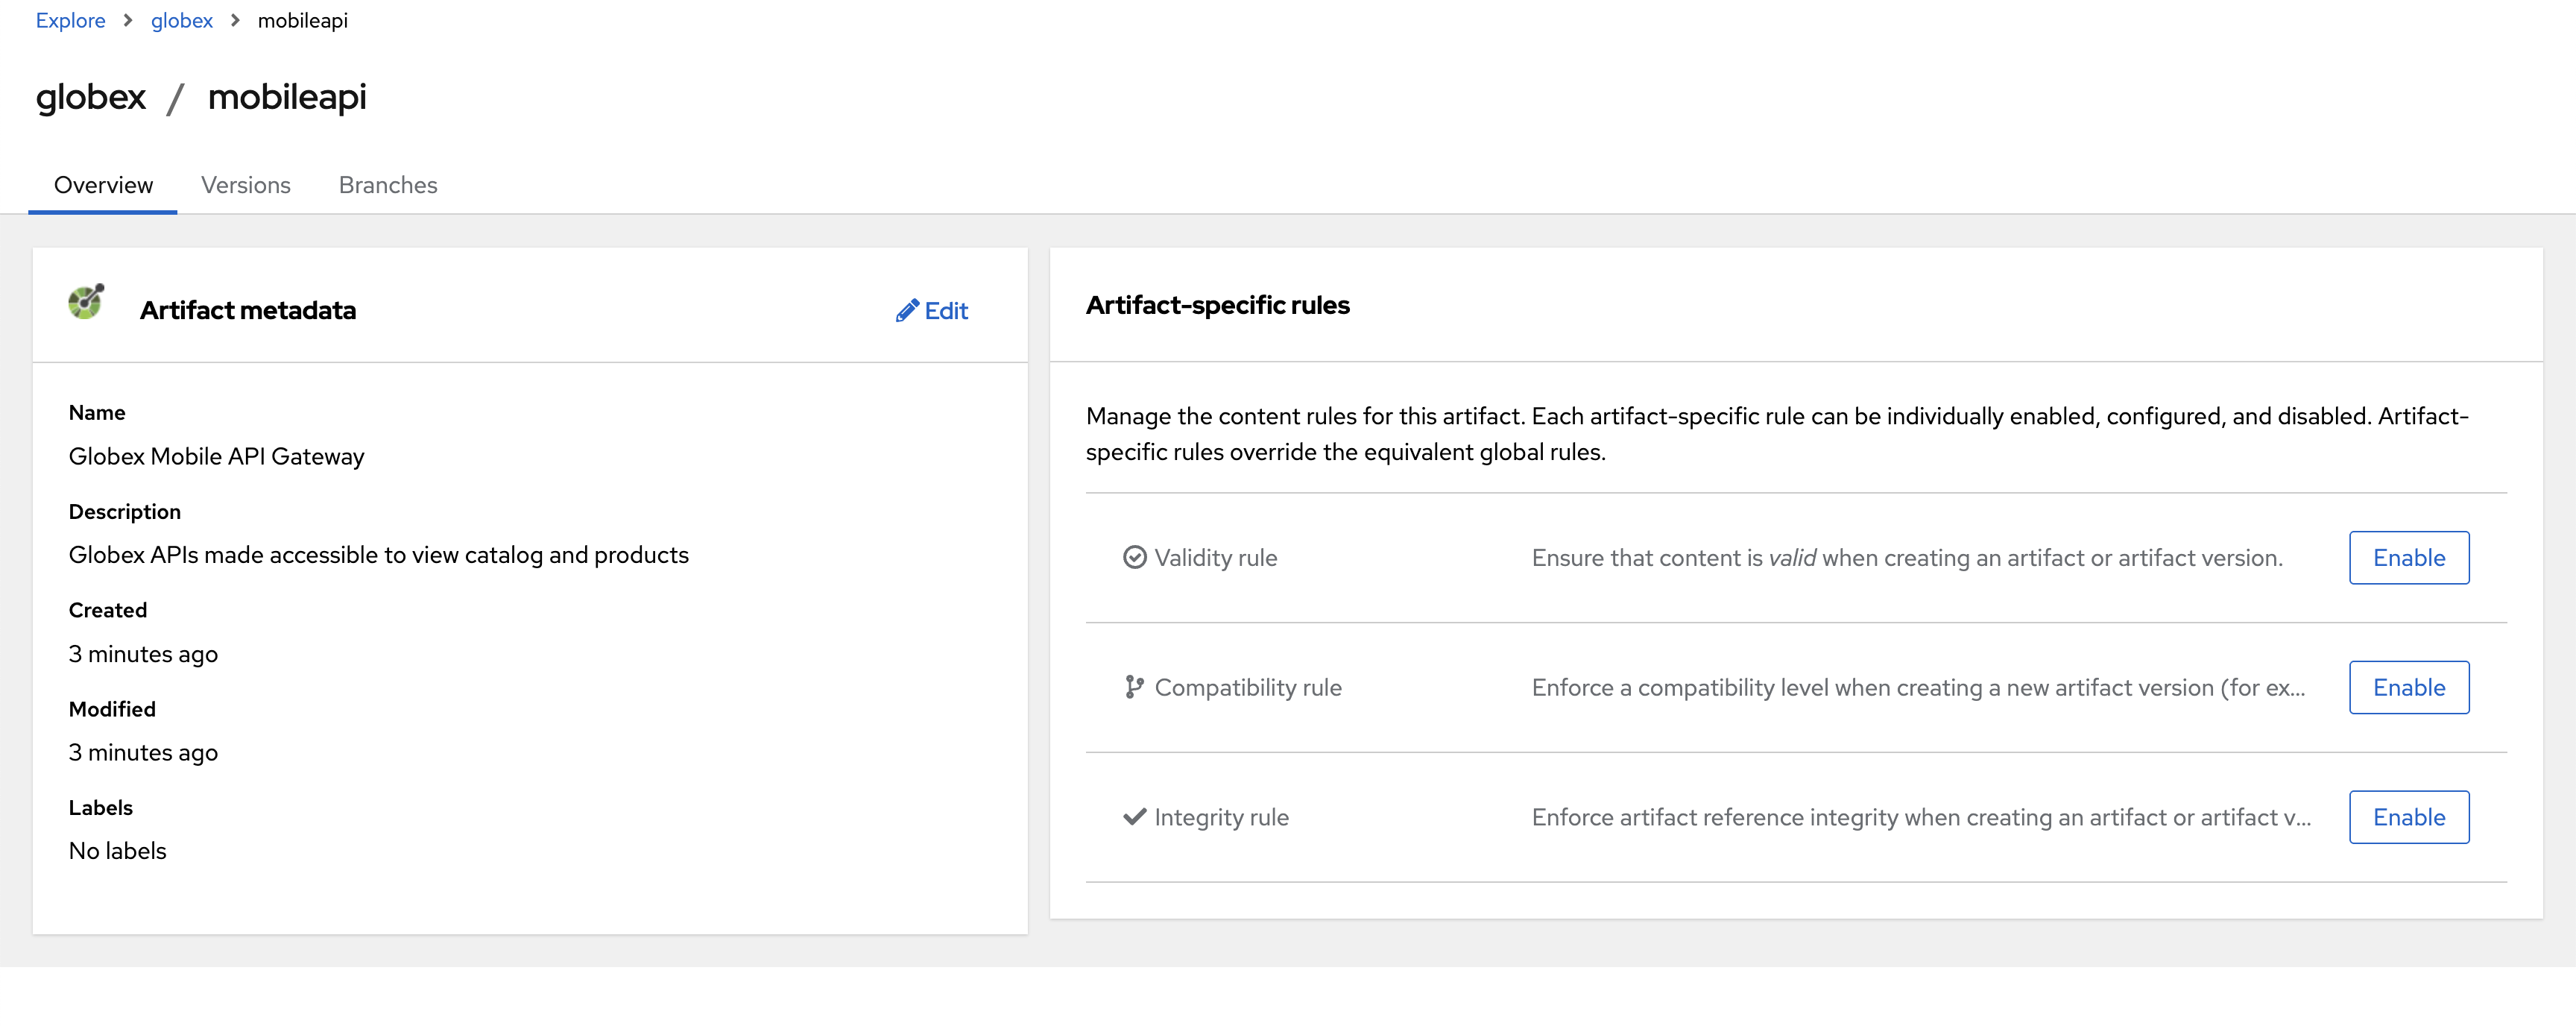 Explore > globex > mobileapi
globex / mobileapi
Overview Versions Branches
Artifact metadata
Edit
Name
Globex Mobile API Gateway
Description
Globex APIs made accessible to view catalog and products
Created
3 minutes ago
Modified
3 minutes ago
Labels
No labels
Artifact-specific rules
Manage the content rules for this artifact. Each artifact-specific rule can be individually enabled, configured, and disabled. Artifact-
specific rules override the equivalent global rules.
Validity rule Ensure that content is valid when creating an artifact or artifact version. Enable
Compatibility rule Enforce a compatibility level when creating a new artifact version (for ex... Enable
Integrity rule Enforce artifact reference integrity when creating an artifact or artifact v... Enable